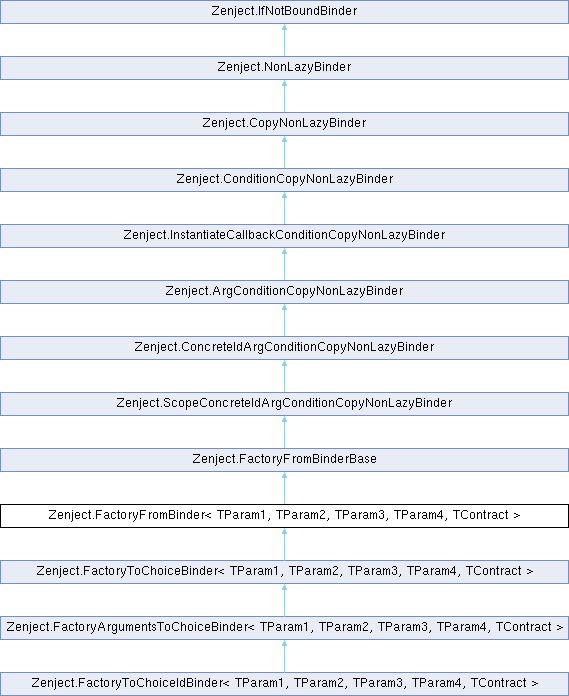 Zenject.IfNotBoundBinder
Zenject.NonLazyBinder
Zenject.CopyNonLazyBinder
Zenject.ConditionCopyNonLazyBinder
Zenject.InstantiateCallbackConditionCopyNonLazyBinder
Zenject.ArgConditionCopyNonLazyBinder
Zenject.ConcreteIdArgConditionCopyNonLazyBinder
Zenject.ScopeConcreteIdArgConditionCopyNonLazyBinder
Zenject.FactoryFromBinderBase
Zenject.FactoryFromBinder< TParam1, TParam2, TParam3, TParam4, TContract >
Zenject.FactoryToChoiceBinder< TParam1, TParam2, TParam3, TParam4, TContract >
Zenject.FactoryArgumentsToChoiceBinder< TParam1, TParam2, TParam3, TParam4, TContract >
Zenject.FactoryToChoiceIdBinder< TParam1, TParam2, TParam3, TParam4, TContract >